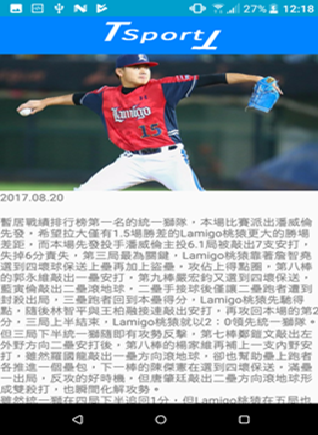 27% 12:18
TSportT
Lamigo
15
2017.08.20
暫居戰績排行榜第一名的統一獅隊，本場比賽派出潘威倫
先發。希望拉大僅有1.5場勝差的Lamigo桃猿更大的勝場
差距。而本場先發投手潘威倫主投6.1局被敲出7支安打，
失掉6分責失。第三局最為關鍵，Lamigo桃猿靠著詹智堯
選到四壞球保送上壘再加上盜壘。攻佔上得點圈，第八棒
的郭永維敲出一壘安打。第九棒嚴宏鈞又選到四壞保送，
藍寅倫敲出二壘滾地球，二壘手接球後僅讓二壘跑者遭到
封殺出局，三壘跑者回到本壘得分，Lamigo桃猿先馳得
點，隨後林智平與王柏融接連敲出安打，再攻回本場的第2
分。三局上半結束，Lamigo桃猿就以2：0領先統一獅隊。
但三局下半統一獅隊即有攻勢反擊，第七棒鄭鎧文敲出左
外野方向二壘安打後，第八棒的楊家維再補上一支內野安
打，雖然羅國龍敲出一壘方向滾地球，卻也幫助壘上跑者
各推進一個壘包，下一棒的陳傑憲在選到四壞保送，滿壘
一出局，反攻的好時機，但唐肇廷敲出二壘方向滾地球形
成雙殺打，也瞬間化解攻勢。
雖然統一獅在四局下半追回1分，但Lamigo桃猿在五局也